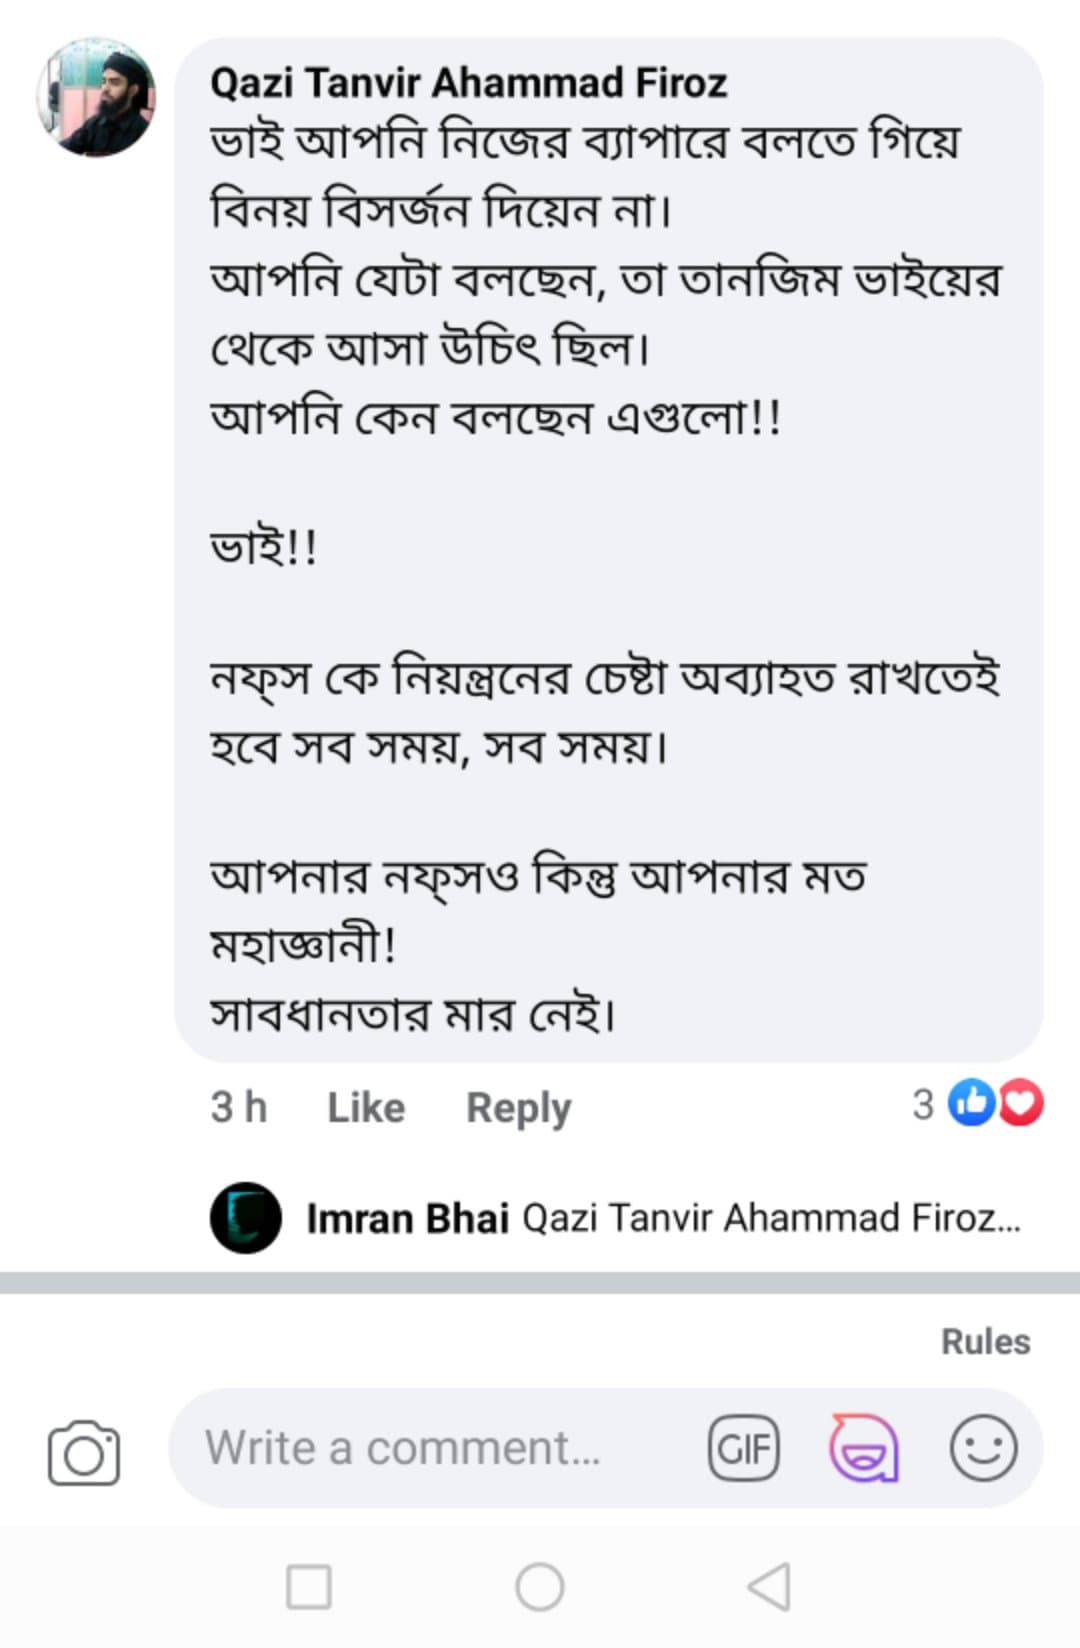 Qazi Tanvir Ahammad Firoz
ভাই আপনি নিজের ব্যাপারে বলতে গিয়ে
বিনয় বিসর্জন দিয়েন না।
আপনি যেটা বলছেন, তা তানজিম ভাইয়ের
থেকে আসা উচিৎ ছিল।
আপনি কেন বলছেন এগুলো!!
ভাই!!
নফ্স কে নিয়ন্ত্রনের চেষ্টা অব্যাহত রাখতেই
হবে সব সময়, সব সময়।
আপনার নফ্সও কিন্তু আপনার মত
মহাজ্ঞানী!
সাবধানতার মার নেই।
3 h Like Reply 3
Imran Bhai Qazi Tanvir Ahammad Firoz...
Rules
Write a comment... GIF